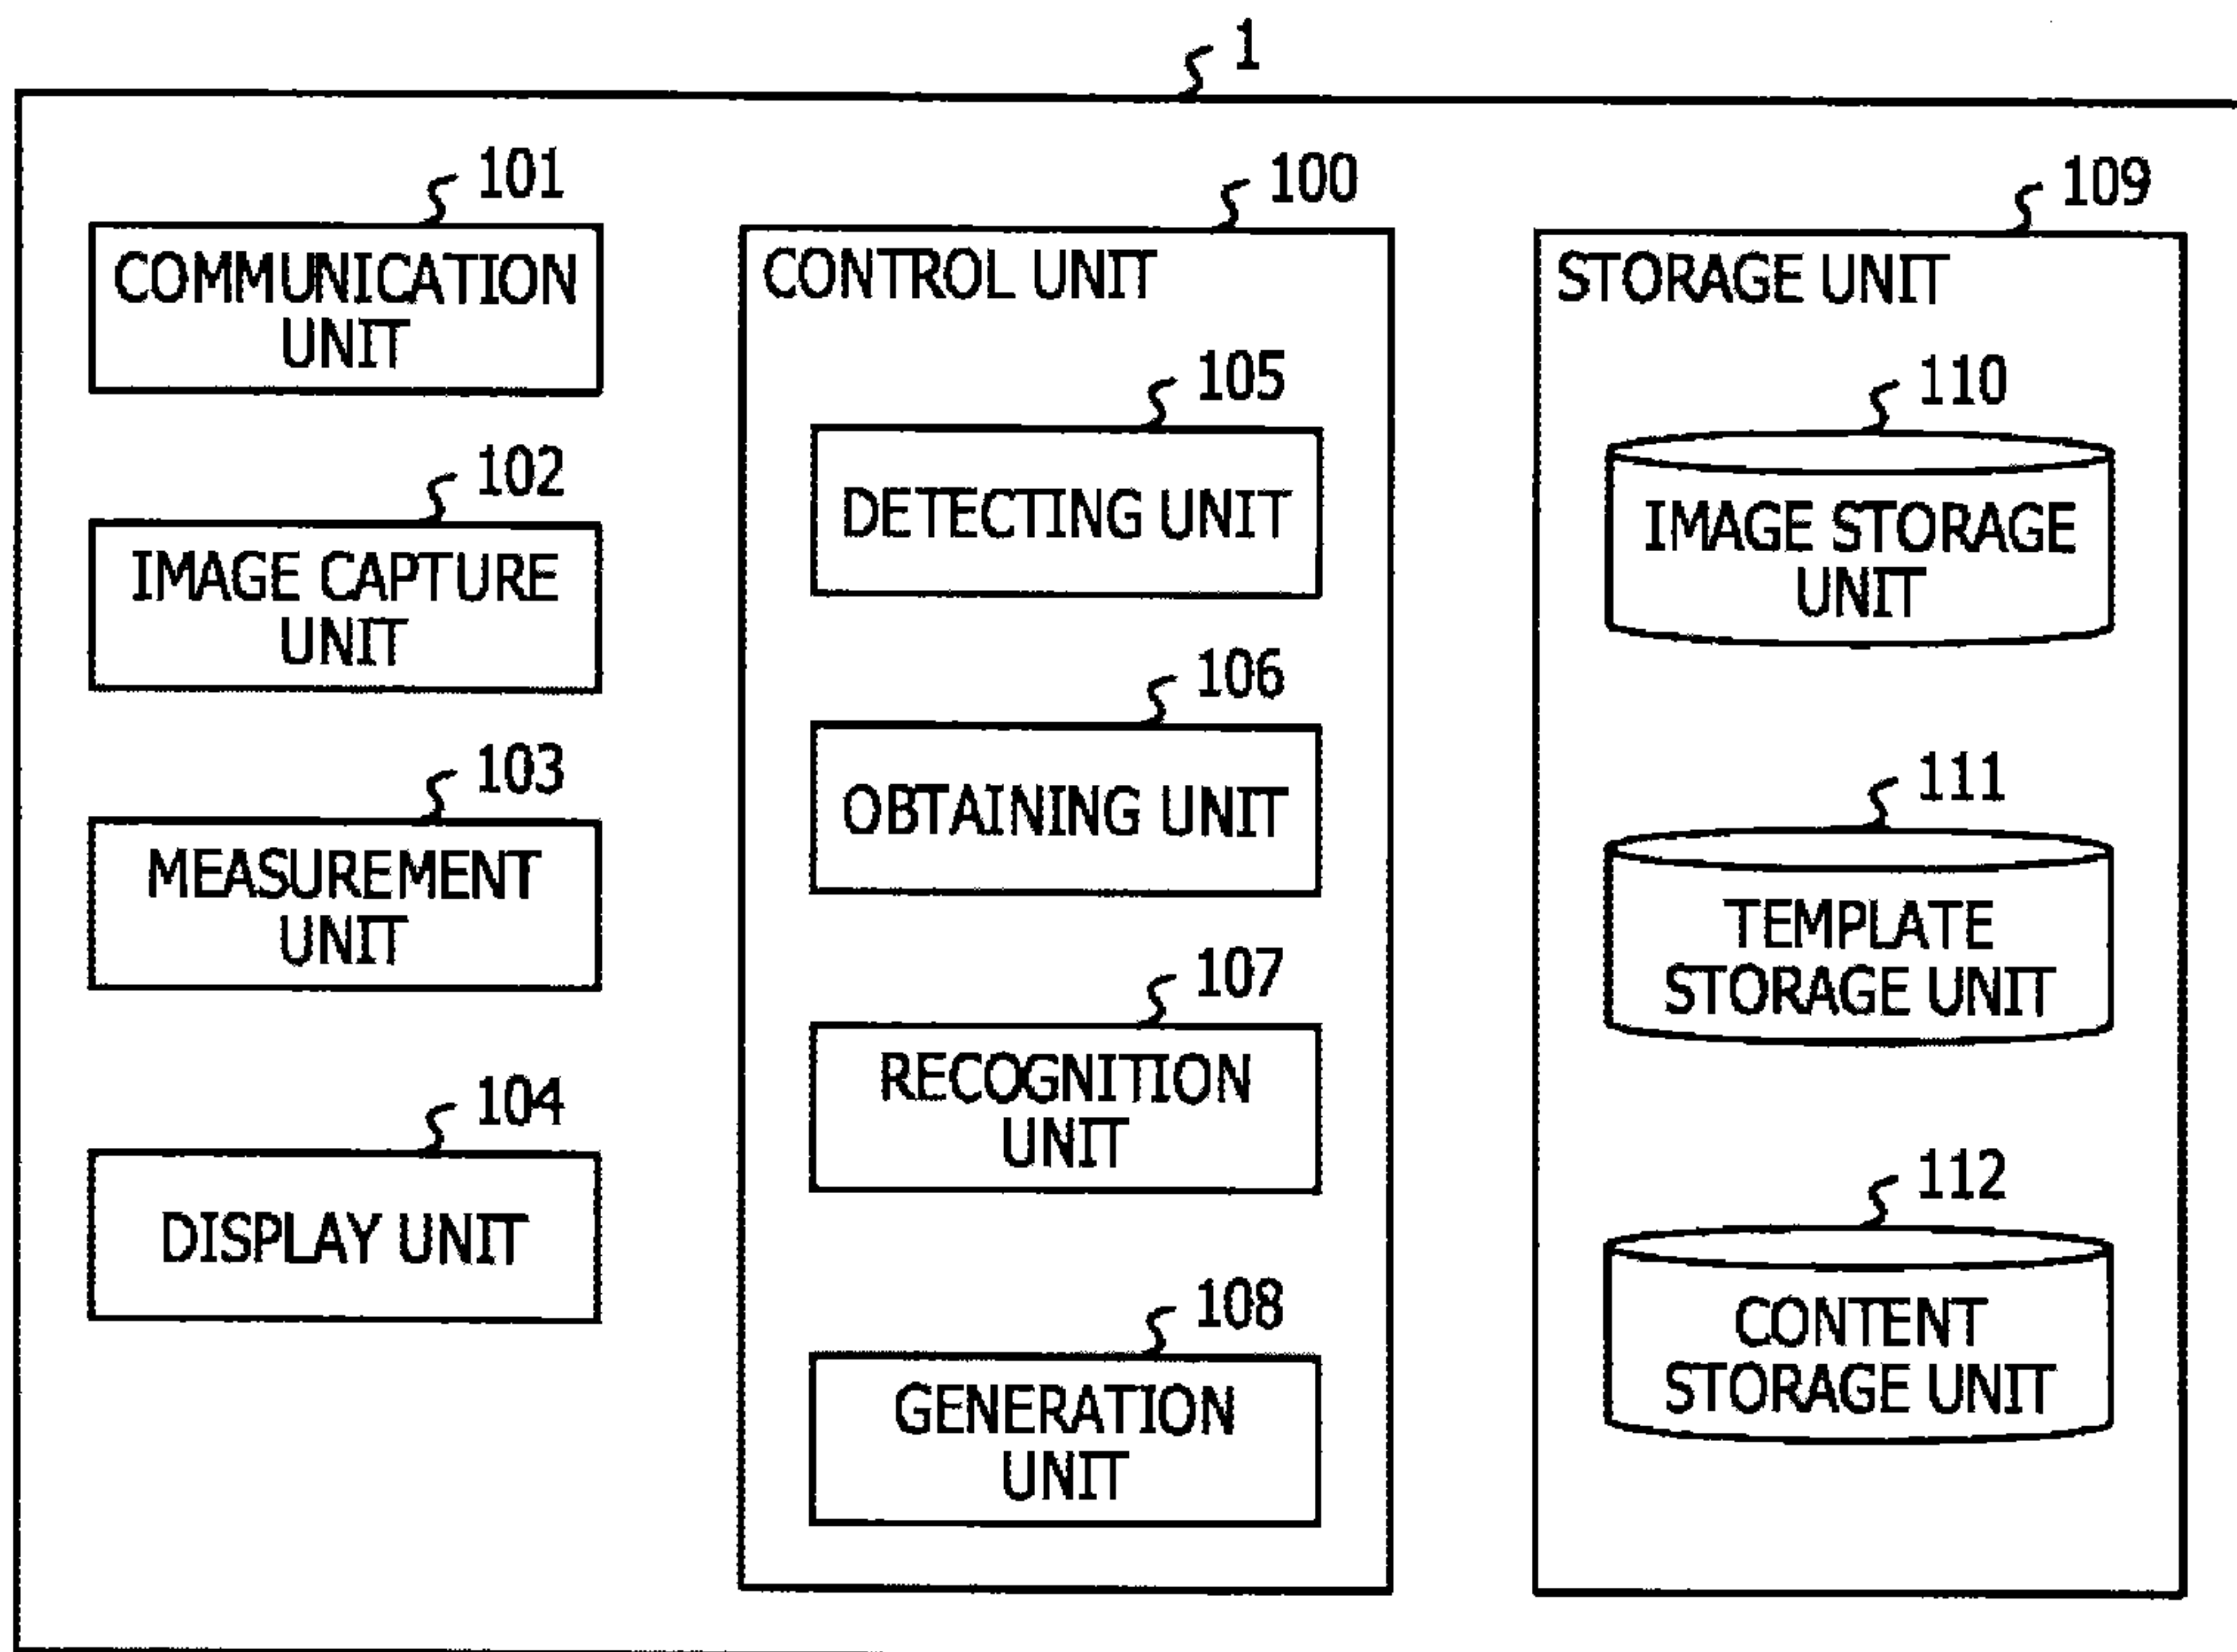 1
101
COMMUNICATION
UNIT
102
IMAGE CAPTURE
UNIT
103
MEASUREMENT
UNIT
104
DISPLAY UNIT
100
CONTROL UNIT
105
DETECTING UNIT
106
OBTAINING UNIT
107
RECOGNITION
UNIT
108
GENERATION
UNIT
109
STORAGE UNIT
110
IMAGE STORAGE
UNIT
111
TEMPLATE
STORAGE UNIT
112
CONTENT
STORAGE UNIT